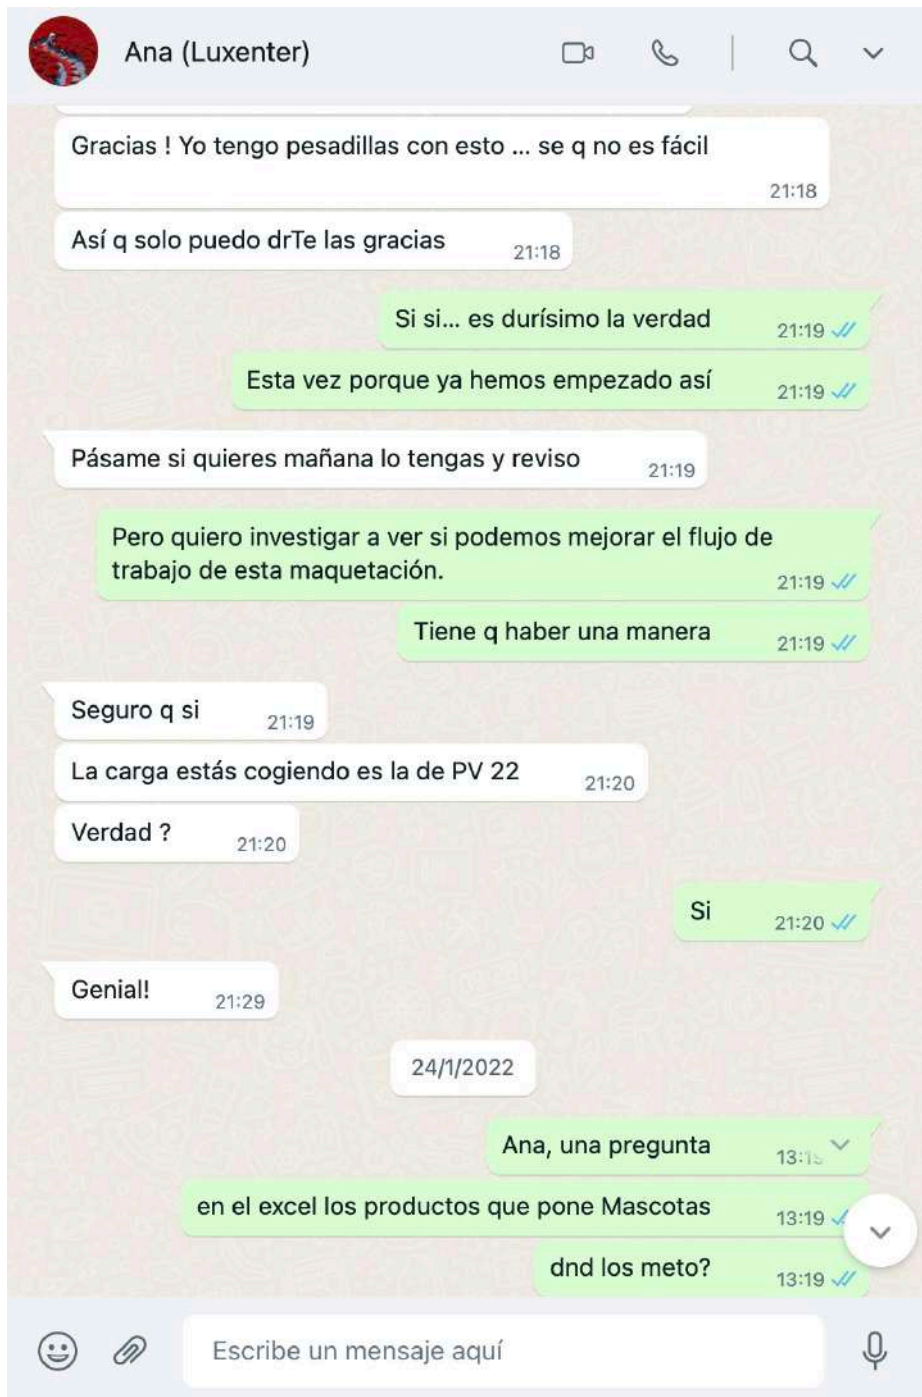 Ana (Luxenter)
Gracias ! Yo tengo pesadillas con esto ... se q no es fácil
21:18
Así q solo puedo drTe las gracias
21:18
Si si... es durísimo la verdad
21:19
Esta vez porque ya hemos empezado así
21:19
Pásame si quieres mañana lo tengas y reviso
21:19
Pero quiero investigar a ver si podemos mejorar el flujo de
trabajo de esta maquetación.
21:19
Tiene q haber una manera
21:19
Seguro q si
21:19
La carga estás cogiendo es la de PV 22
21:20
Verdad ?
21:20
Si
21:20
Genial!
21:29
24/1/2022
Ana, una pregunta
en el excel los productos que pone Mascotas
13:19
dnd los meto?
13:19
Escribe un mensaje aquí